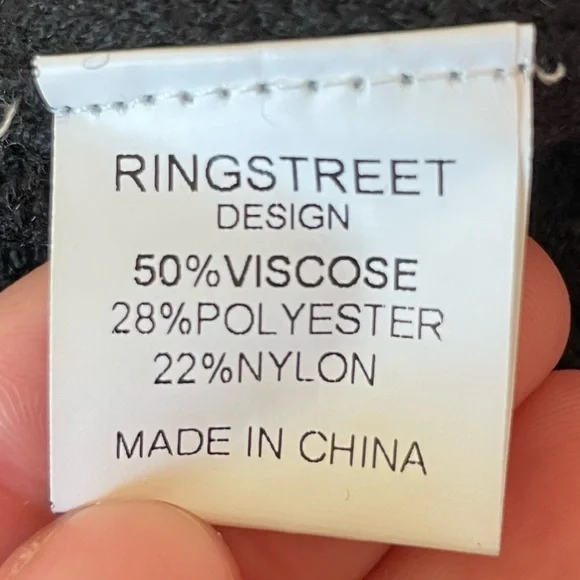 RINGSTREET
DESIGN
50%VISCOSE
28%POLYESTER
22%NYLON
MADE IN CHINA